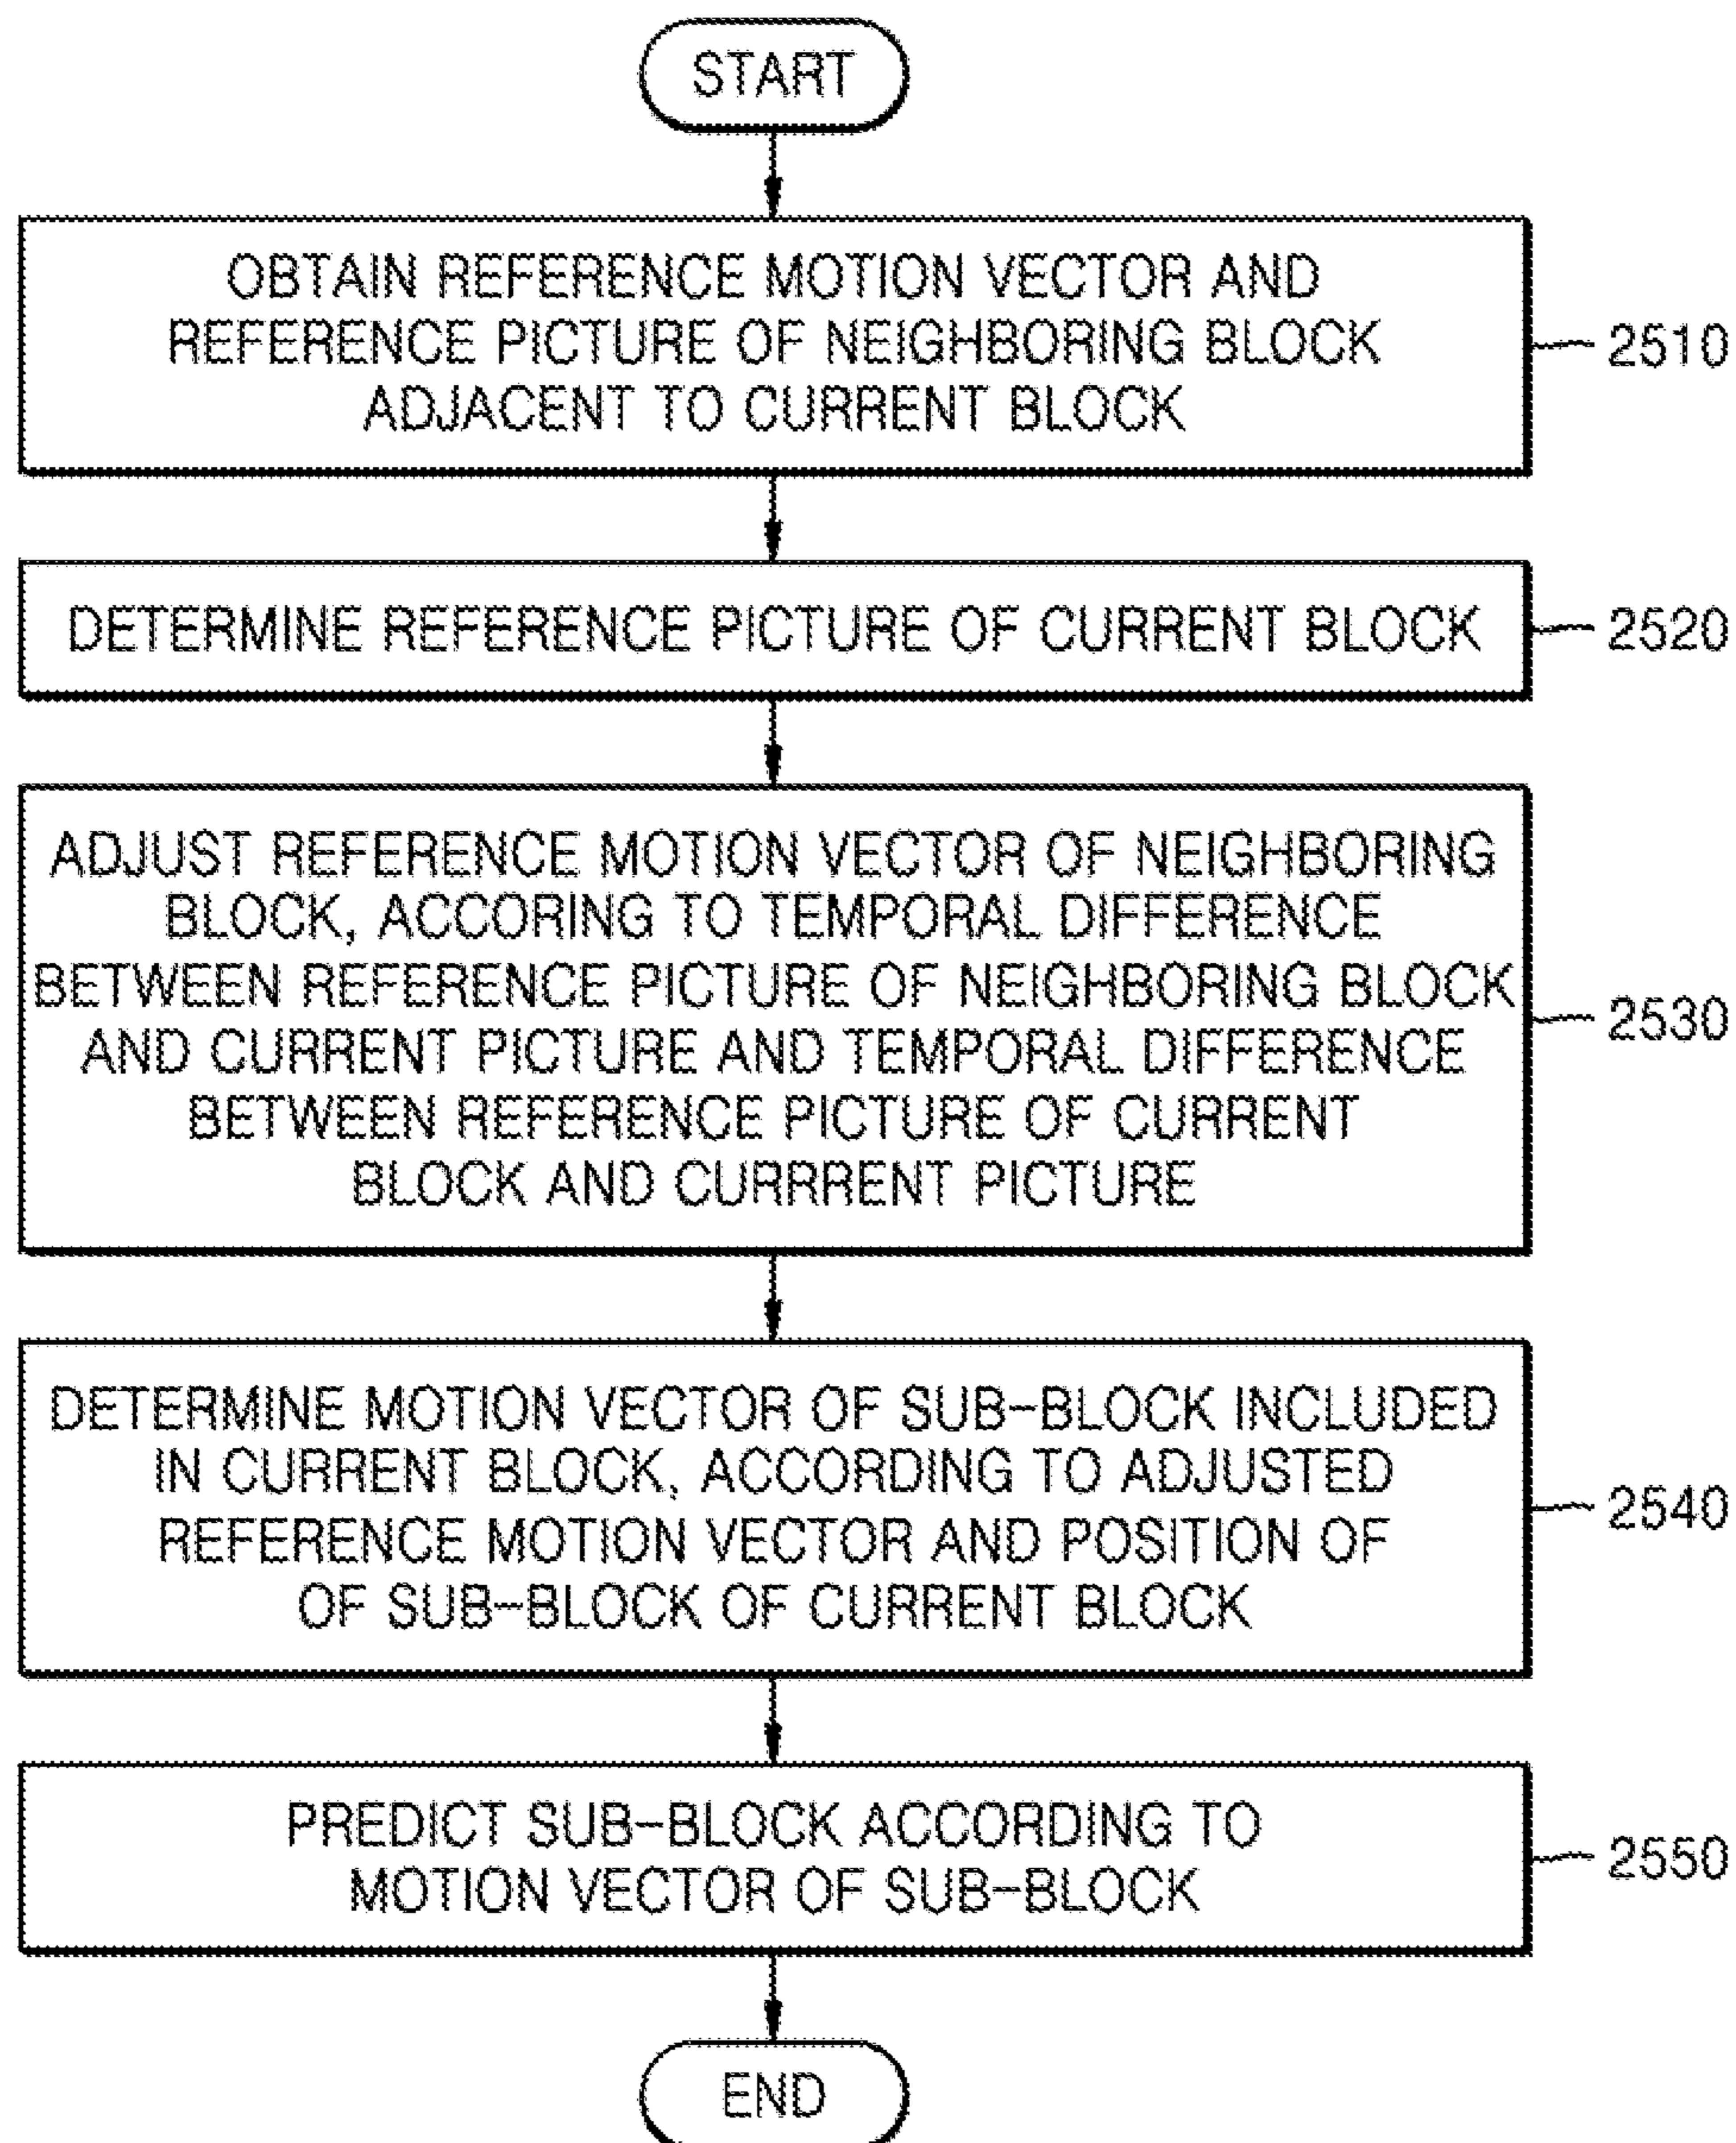 START
OBTAIN REFERENCE MOTION VECTOR AND
REFERENCE PICTURE OF NEIGHBORING BLOCK
ADJACENT TO CURRENT BLOCK
2510
DETERMINE REFERENCE PICTURE OF CURRENT BLOCK
2520
ADJUST REFERENCE MOTION VECTOR OF NEIGHBORING
BLOCK, ACCORING TO TEMPORAL DIFFERENCE
BETWEEN REFERENCE PICTURE OF NEIGHBORING BLOCK
AND CURRENT PICTURE AND TEMPORAL DIFFERENCE
BETWEEN REFERENCE PICTURE OF CURRENT
BLOCK AND CURRRENT PICTURE
2530
DETERMINE MOTION VECTOR OF SUB-BLOCK INCLUDED
IN CURRENT BLOCK, ACCORDING TO ADJUSTED
REFERENCE MOTION VECTOR AND POSITION OF
OF SUB-BLOCK OF CURRENT BLOCK
2540
PREDICT SUB-BLOCK ACCORDING TO
MOTION VECTOR OF SUB-BLOCK
2550
END